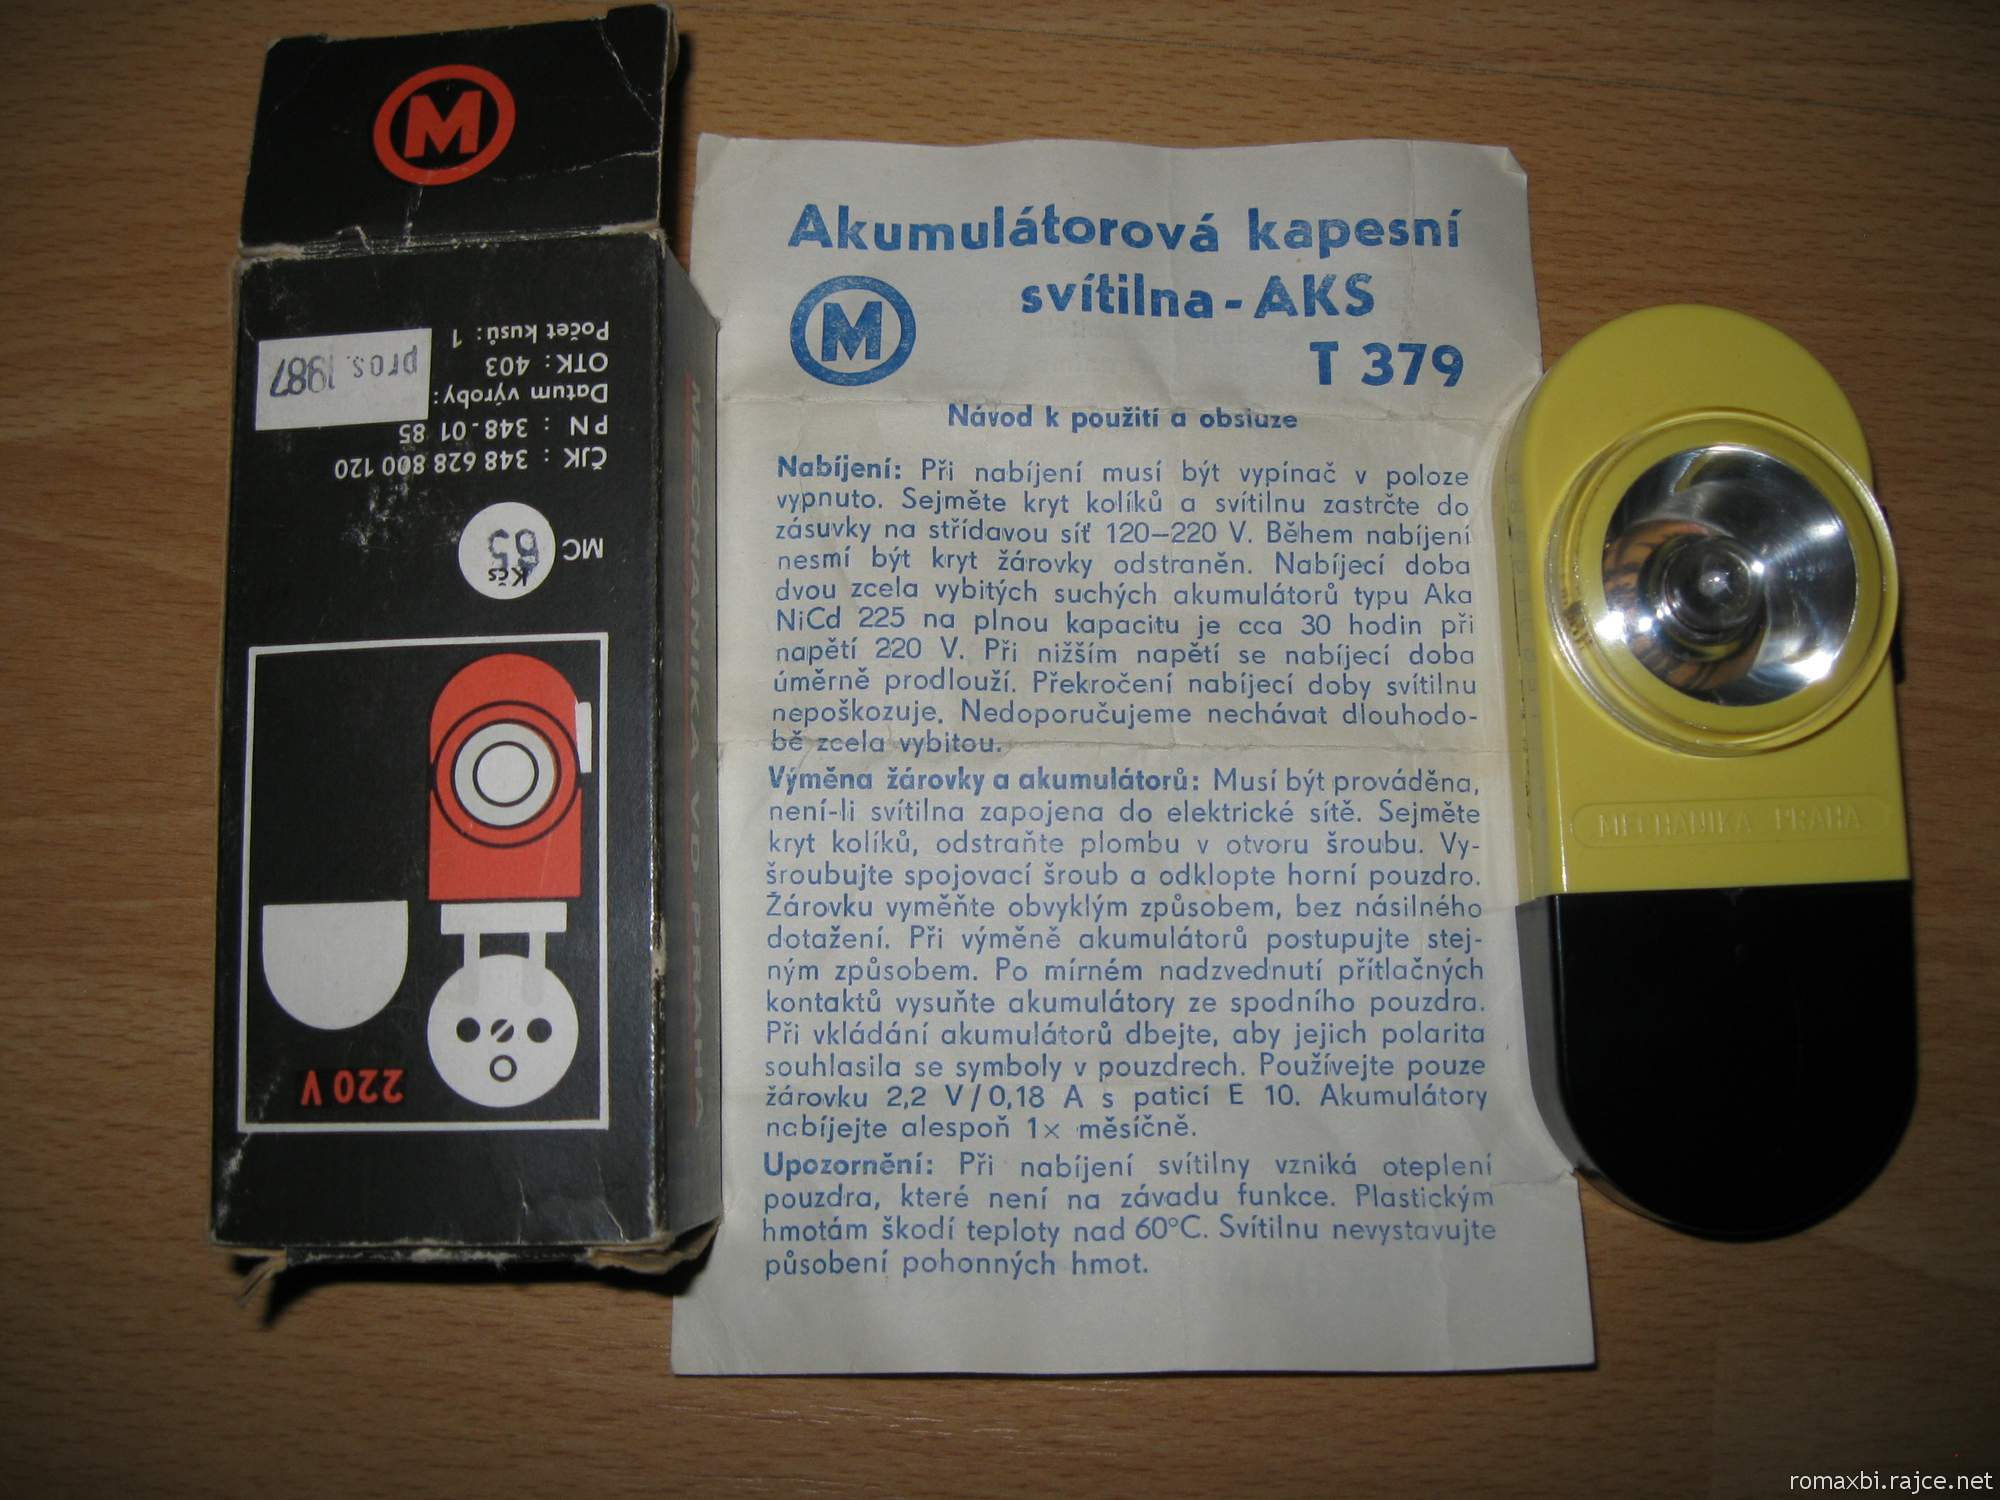 M
Počet kusů: 1
OTK: 403
Datum výroby: pros. 1987
PN: 348-01 85
ČJK: 348 628 800 120
MC 65 Kčs
220 V
MECHANIKA VD PRAHA
Akumulátorová kapesní
svítilna - AKS
M
T 379
Návod k použití a obsluze
Nabíjení: Při nabíjení musí být vypínač v poloze
vypnuto. Sejměte kryt kolíků a svítilnu zastrčte do
zásuvky na střídavou síť 120–220 V. Během nabíjení
nesmí být kryt žárovky odstraněn. Nabíjecí doba
dvou zcela vybitých suchých akumulátorů typu Aka
NiCd 225 na plnou kapacitu je cca 30 hodin při
napětí 220 V. Při nižším napětí se nabíjecí doba
úměrně prodlouží. Překročení nabíjecí doby svítilnu
nepoškozuje. Nedoporučujeme nechávat dlouhodo-
bě zcela vybitou.
Výměna žárovky a akumulátorů: Musí být prováděna,
není-li svítilna zapojena do elektrické sítě. Sejměte
kryt kolíků, odstraňte plombu v otvoru šroubu. Vy-
šroubujte spojovací šroub a odklopte horní pouzdro.
Žárovku vyměňte obvyklým způsobem, bez násilného
dotažení. Při výměně akumulátorů postupujte stej-
ným způsobem. Po mírném nadzvednutí přítlačných
kontaktů vysuňte akumulátory ze spodního pouzdra.
Při vkládání akumulátorů dbejte, aby jejich polarita
souhlasila se symboly v pouzdrech. Používejte pouze
žárovku 2,2 V/0,18 A s paticí E 10. Akumulátory
nabíjejte alespoň 1× měsíčně.
Upozornění: Při nabíjení svítilny vzniká oteplení
pouzdra, které není na závadu funkce. Plastickým
hmotám škodí teploty nad 60°C. Svítilnu nevystavujte
působení pohonných hmot.
MECHANIKA PRAHA
romaxbi.rajce.net